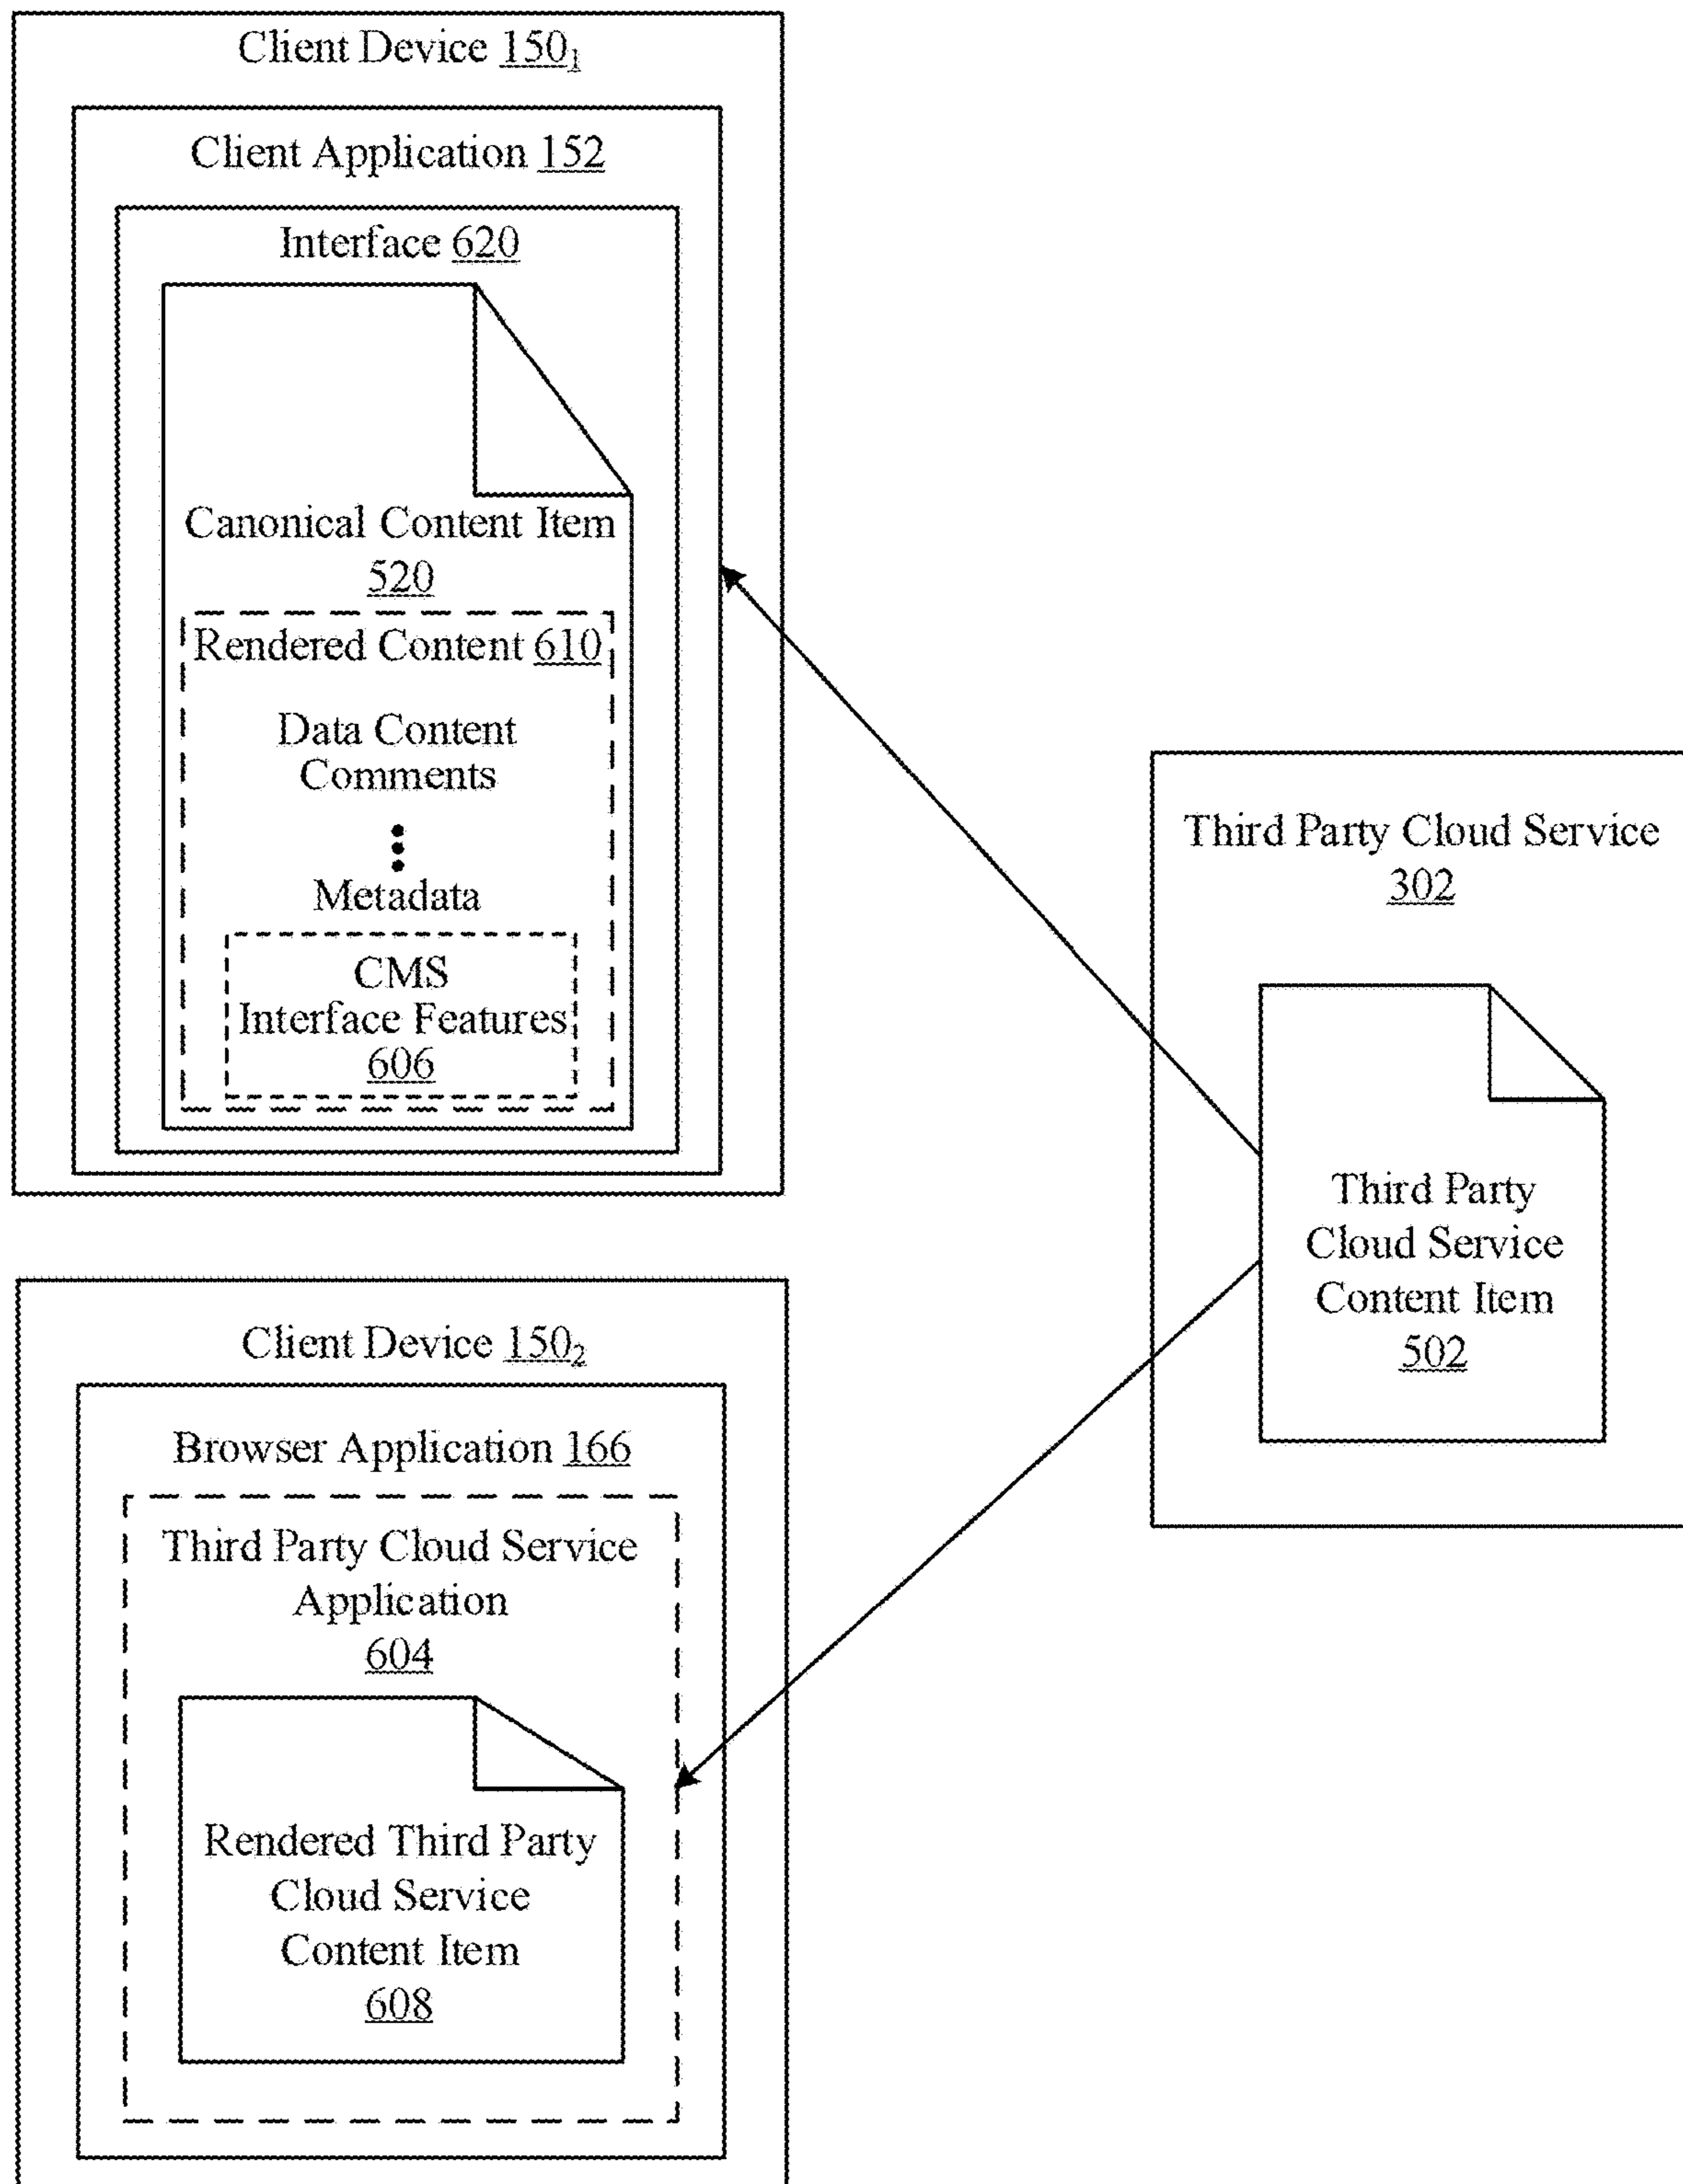 Client Device 150₁
Client Application 152
Interface 620
Canonical Content Item
520
Rendered Content 610
Data Content
Comments
Metadata
CMS
Interface Features
606
Third Party Cloud Service
302
Third Party
Cloud Service
Content Item
502
Client Device 150₂
Browser Application 166
Third Party Cloud Service
Application
604
Rendered Third Party
Cloud Service
Content Item
608